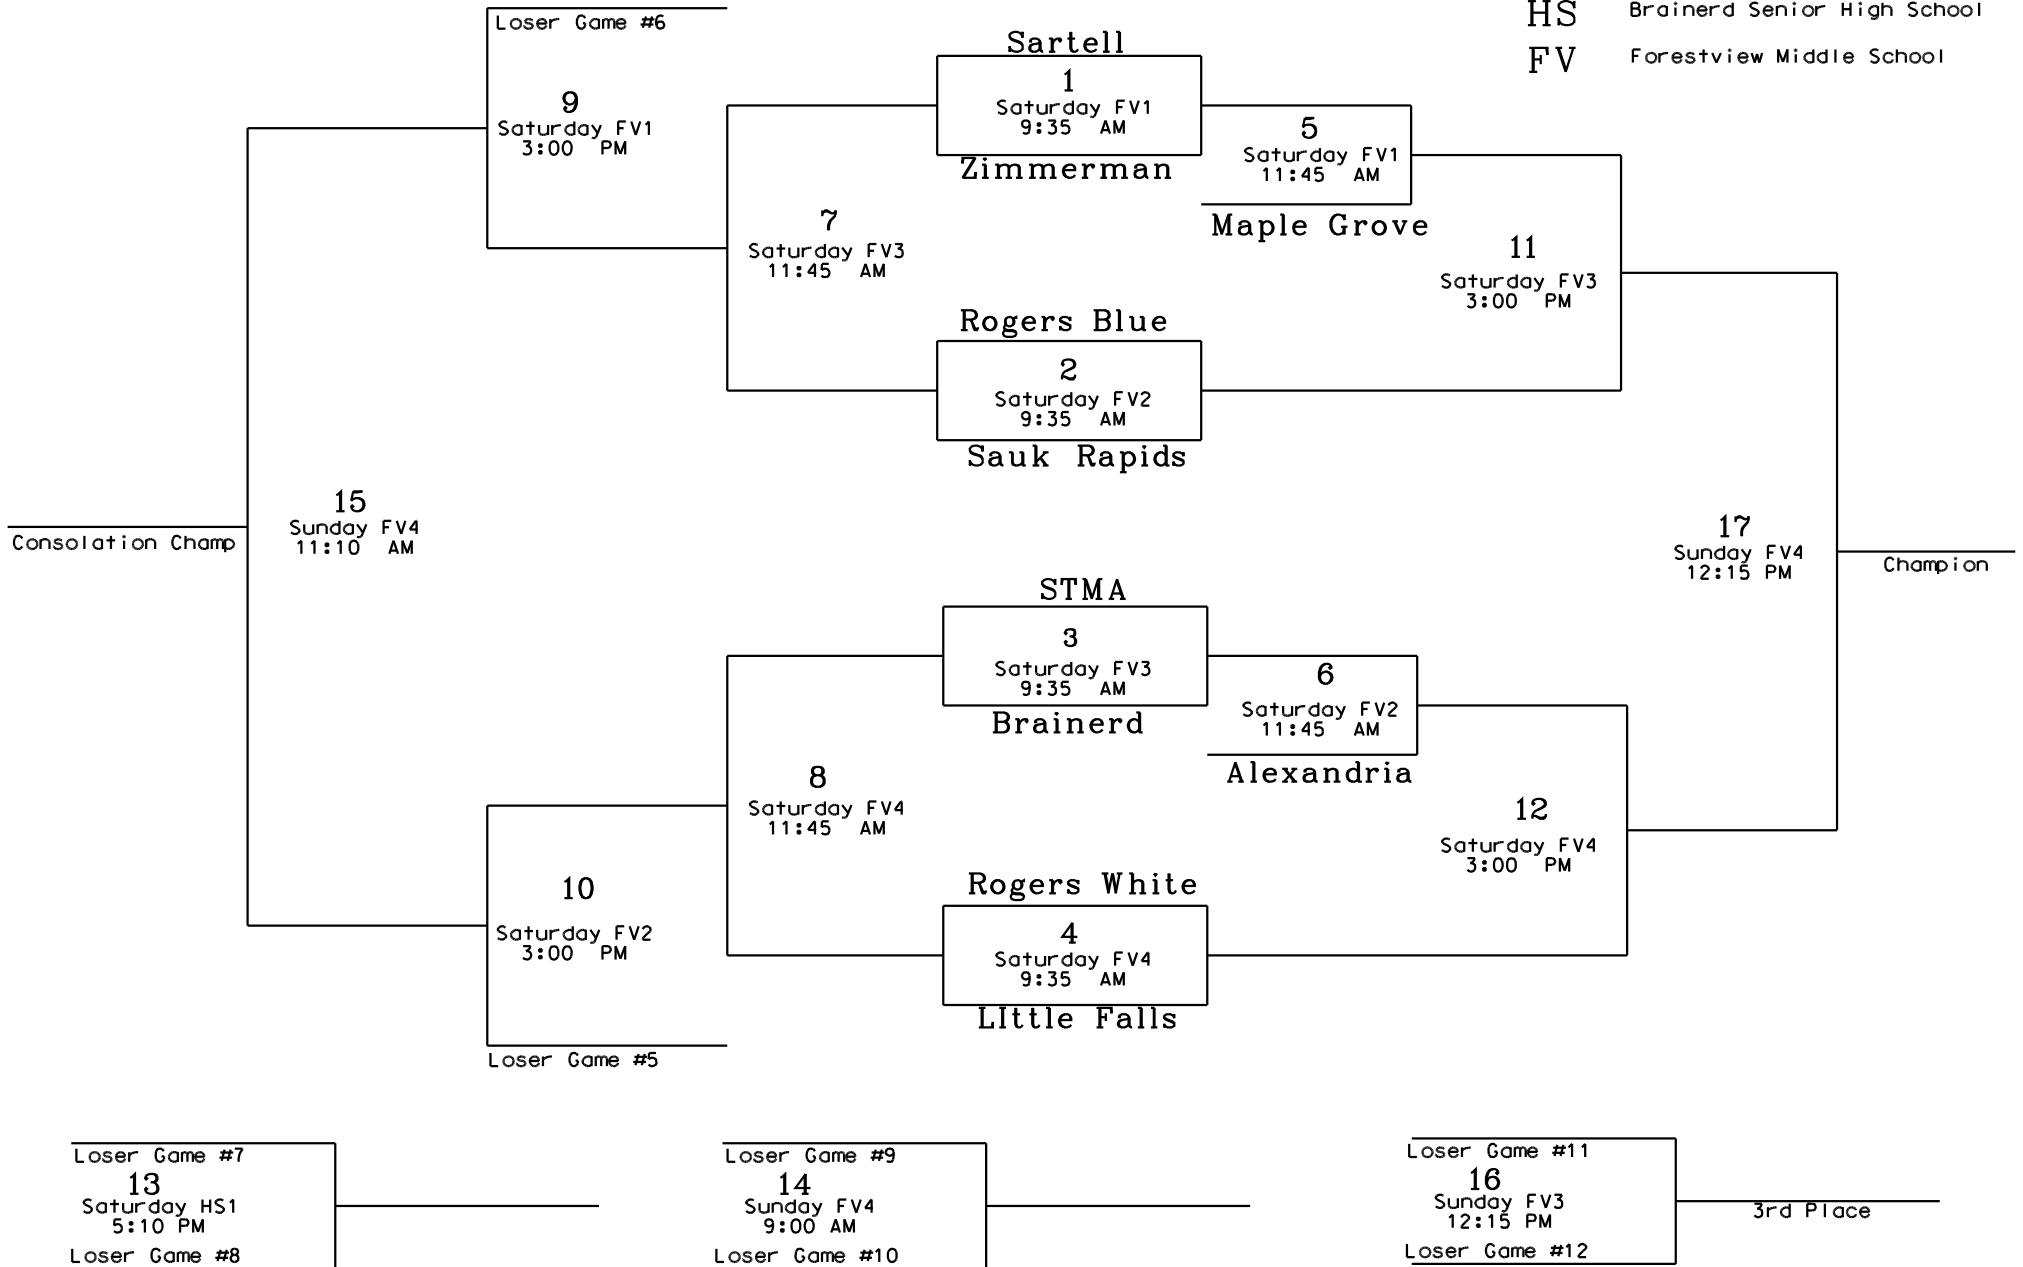 Loser Game #6
HS Brainerd Senior High School
FV Forestview Middle School
Sartell
1
Saturday FV1
9:35 AM
Zimmerman
9
Saturday FV1
3:00 PM
5
Saturday FV1
11:45 AM
Maple Grove
7
Saturday FV3
11:45 AM
11
Saturday FV3
3:00 PM
Rogers Blue
2
Saturday FV2
9:35 AM
Sauk Rapids
15
Sunday FV4
11:10 AM
Consolation Champ
17
Sunday FV4
12:15 PM
Champion
STMA
3
Saturday FV3
9:35 AM
Brainerd
6
Saturday FV2
11:45 AM
Alexandria
8
Saturday FV4
11:45 AM
12
Saturday FV4
3:00 PM
Rogers White
4
Saturday FV4
9:35 AM
LIttle Falls
10
Saturday FV2
3:00 PM
Loser Game #5
Loser Game #7
13
Saturday HS1
5:10 PM
Loser Game #8
Loser Game #9
14
Sunday FV4
9:00 AM
Loser Game #10
Loser Game #11
16
Sunday FV3
12:15 PM
Loser Game #12
3rd Place